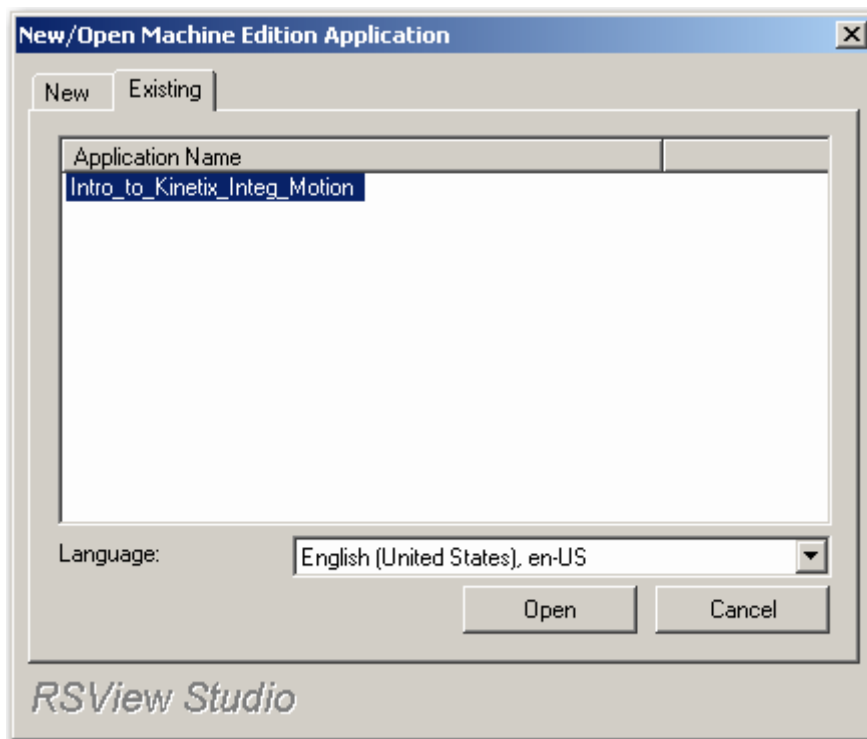 New/Open Machine Edition Application
New Existing
Application Name
Intro_to_Kinetix_Integ_Motion
Language: English (United States), en-US
Open Cancel
RSView Studio